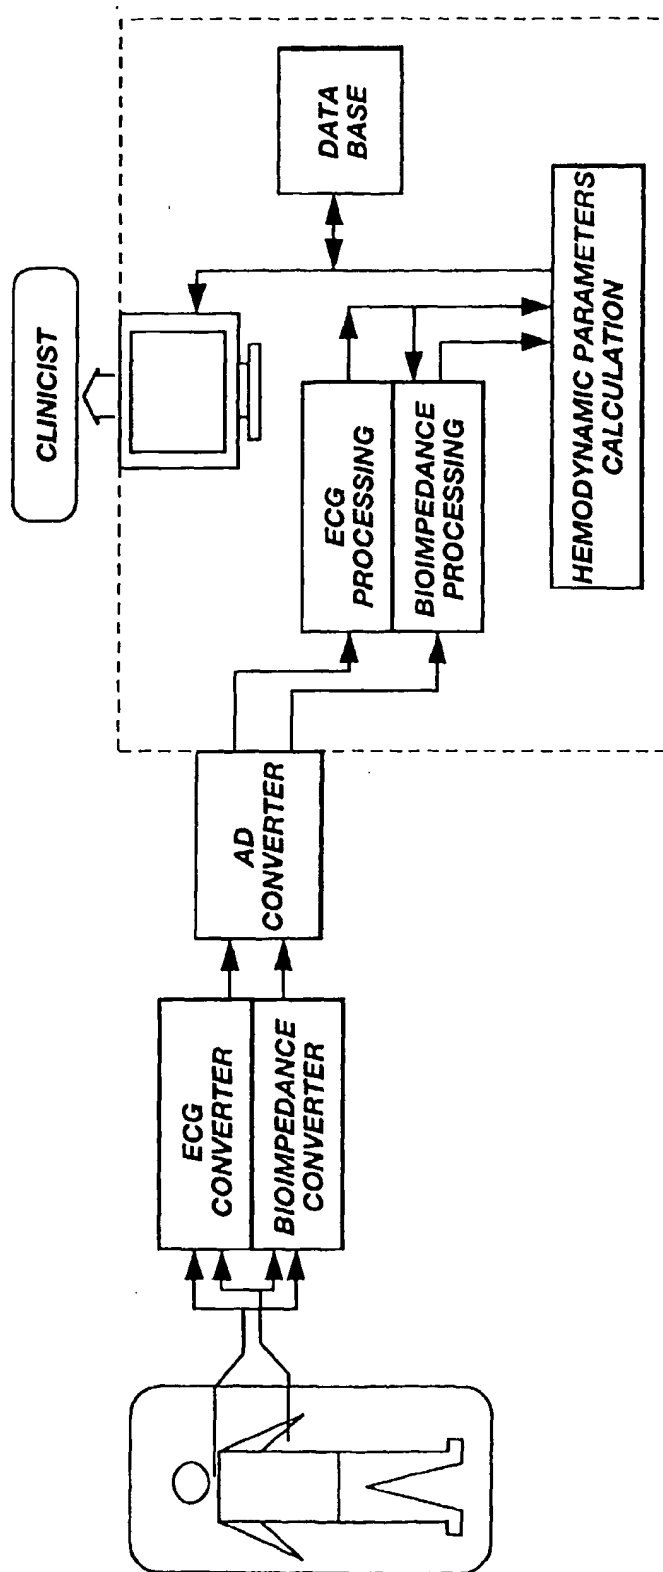 ECG
CONVERTER
BIOIMPEDANCE
CONVERTER
AD
CONVERTER
ECG
PROCESSING
BIOIMPEDANCE
PROCESSING
CLINICIST
DATA
BASE
HEMODYNAMIC PARAMETERS
CALCULATION